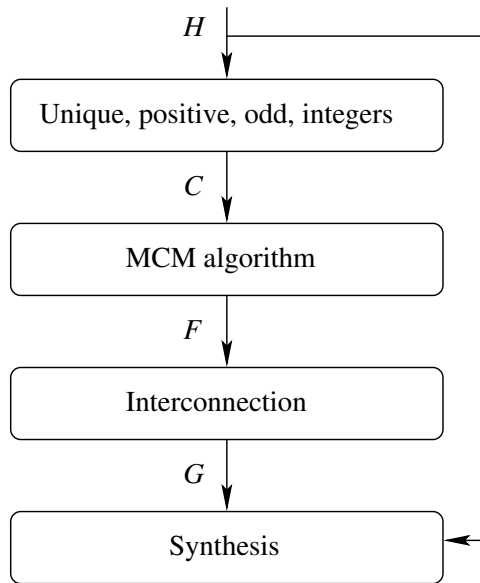 H
Unique, positive, odd, integers
C
MCM algorithm
F
Interconnection
G
Synthesis